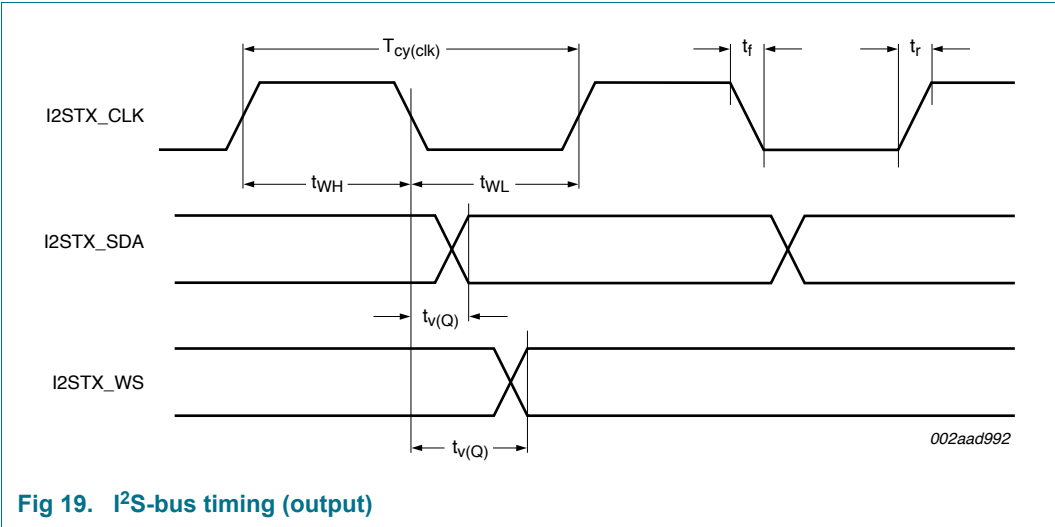 T_cy(clk)
t_f
t_r
I2STX_CLK
t_WH
t_WL
I2STX_SDA
t_v(Q)
I2STX_WS
002aad992
t_v(Q)
Fig 19. I²S-bus timing (output)